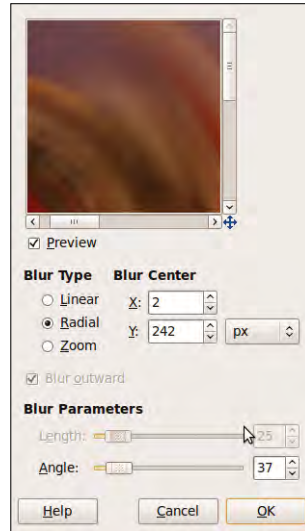 Preview
Blur Type Blur Center
Linear X: 2
Radial Y: 242 px
Zoom
Blur outward
Blur Parameters
Length: 25
Angle: 37
Help Cancel OK